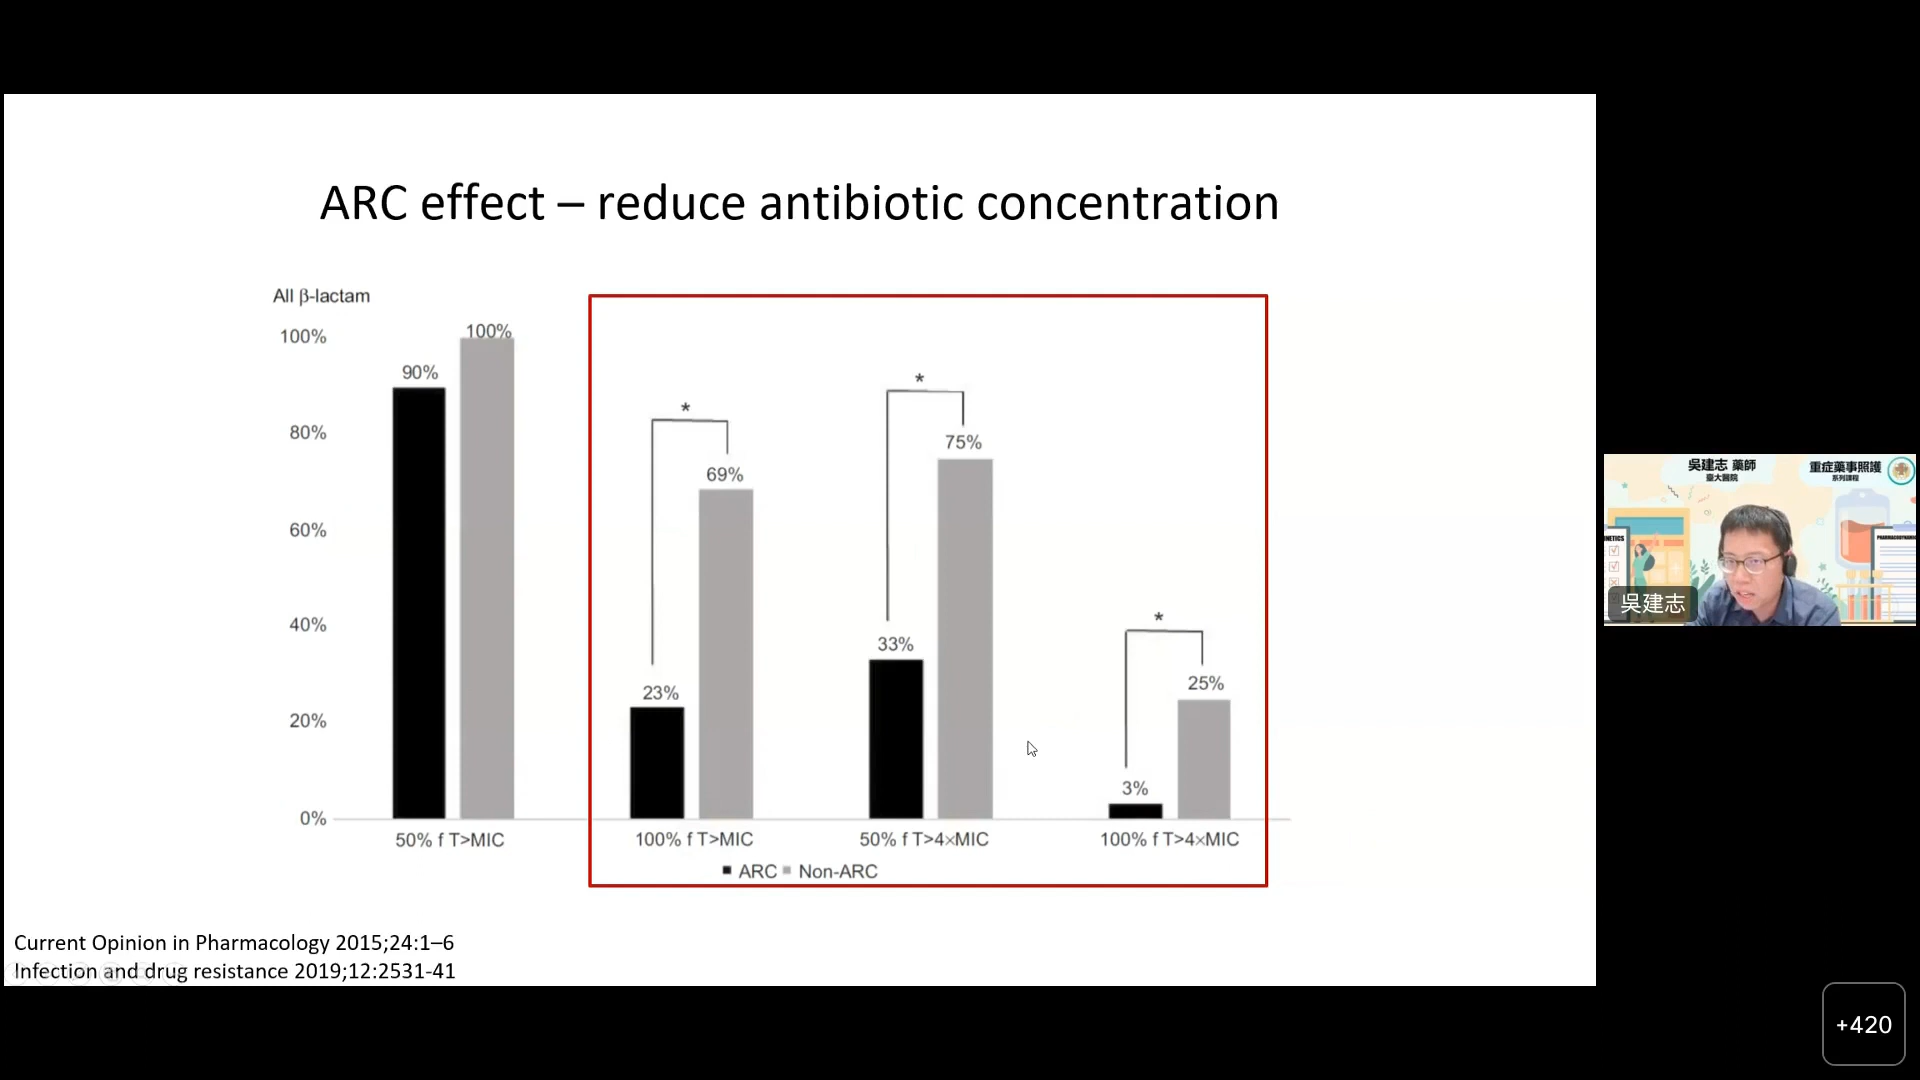 ARC effect – reduce antibiotic concentration
All β-lactam
100%
80%
60%
40%
20%
0%
90%
100%
*
23%
69%
*
33%
75%
*
3%
25%
50% f T>MIC
100% f T>MIC
50% f T>4×MIC
100% f T>4×MIC
ARC
Non-ARC
Current Opinion in Pharmacology 2015;24:1–6
Infection and drug resistance 2019;12:2531-41
吳建志 藥師
臺大醫院
重症藥事照護
系列課程
吳建志
+420